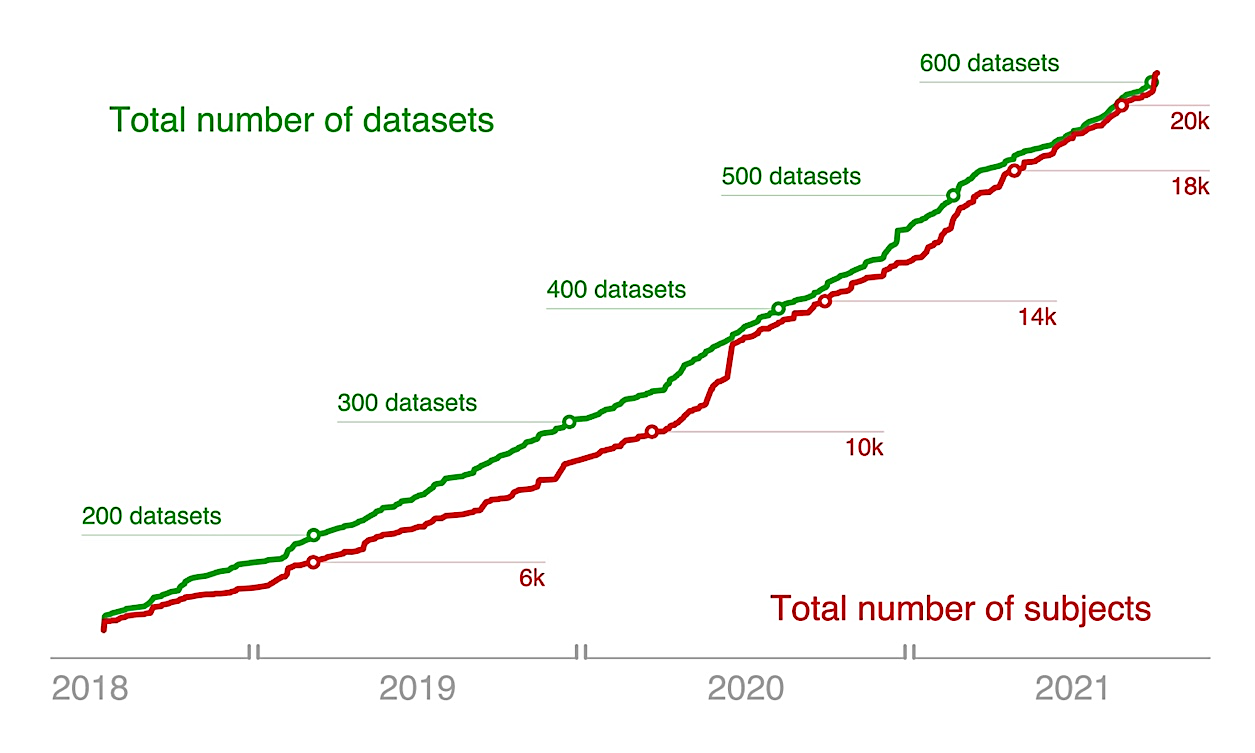 600 datasets
Total number of datasets
20k
500 datasets
18k
400 datasets
14k
300 datasets
10k
200 datasets
6k
Total number of subjects
2018 2019 2020 2021